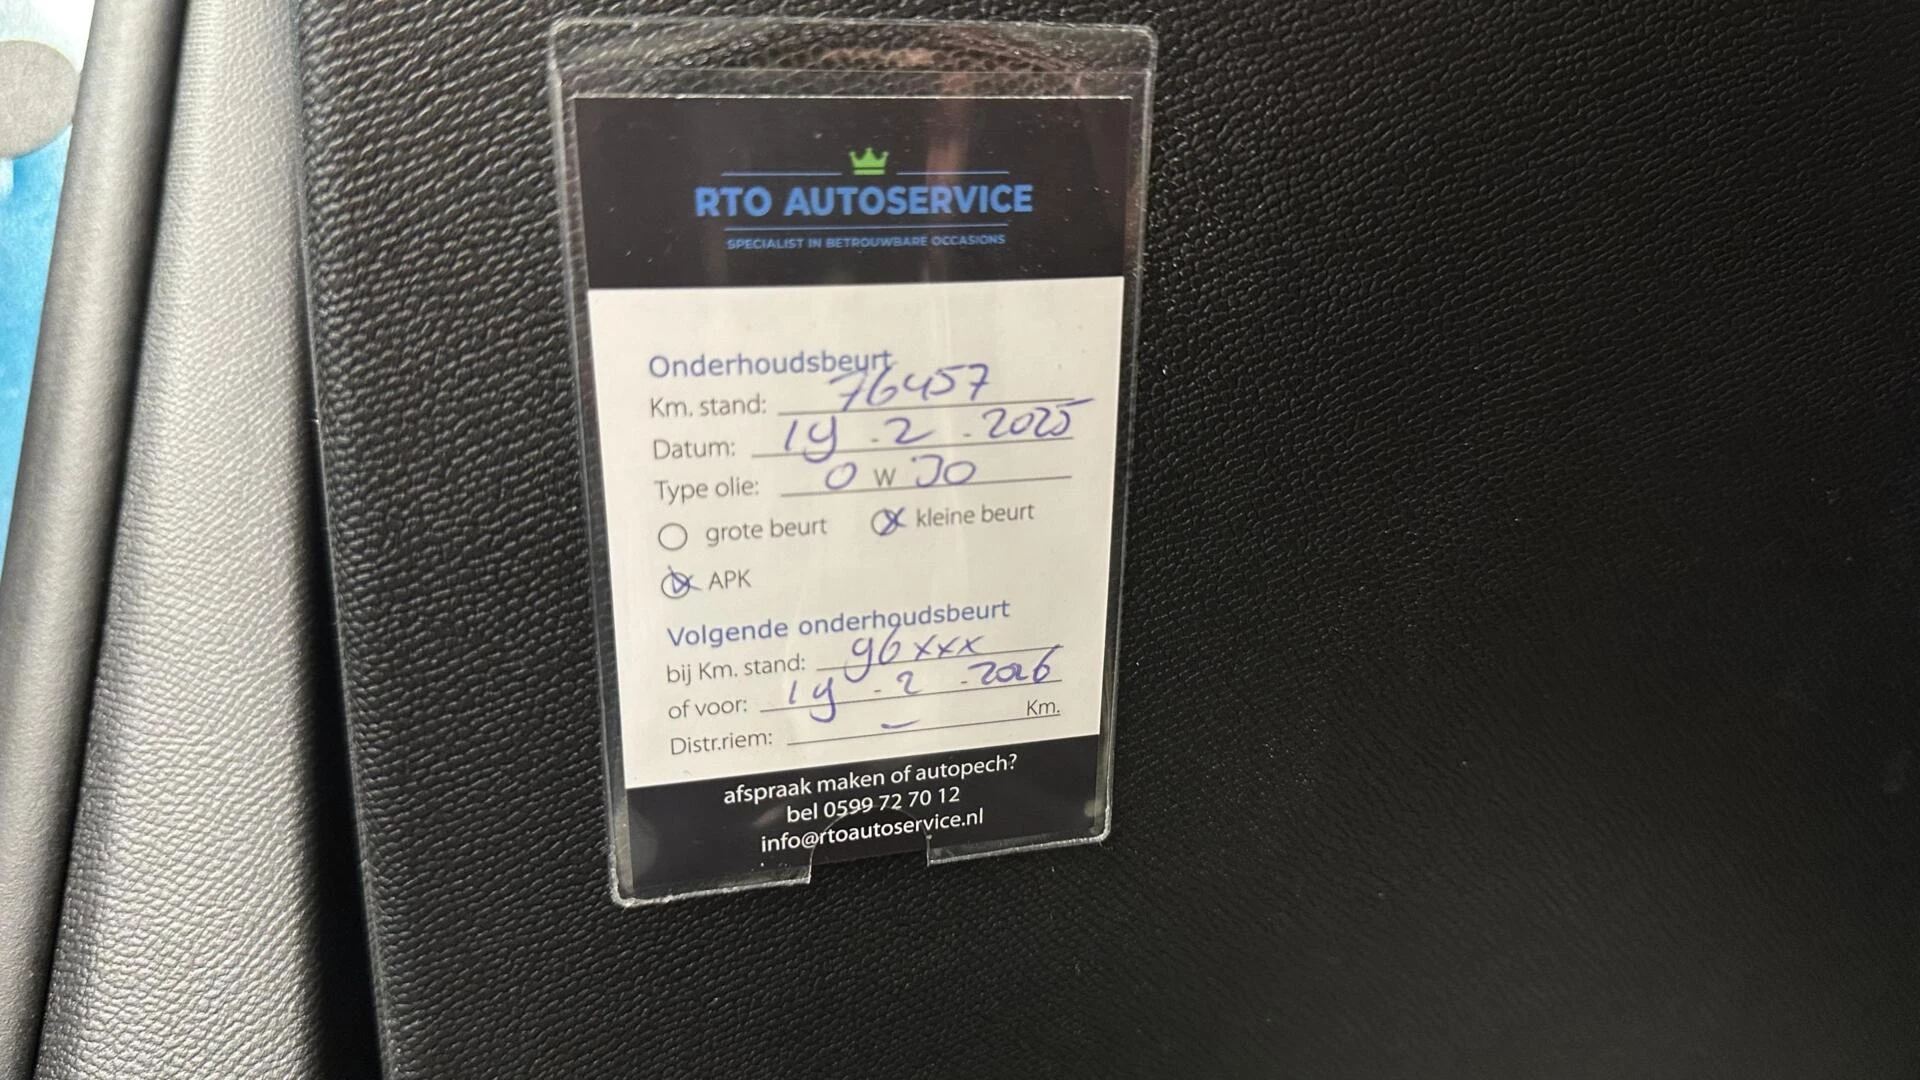 RTO AUTOSERVICE
SPECIALIST IN BETROUWBARE OCCASIONS
Onderhoudsbeurt
Km. stand: 76457
Datum: 19-2-2025
Type olie: 0 W 30
grote beurt kleine beurt
APK
Volgende onderhoudsbeurt
bij Km. stand: 96xxx
of voor: 19-2-2026
Distr.riem: – Km.
afspraak maken of autopech?
bel 0599 72 70 12
info@rtoautoservice.nl